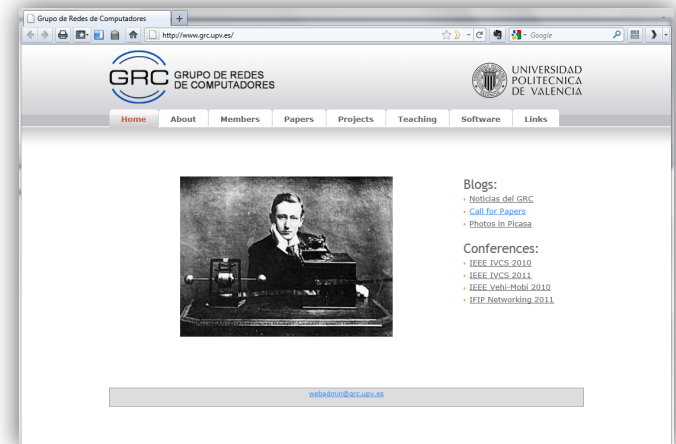 Grupo de Redes de Computadores
http://www.grc.upv.es/
Google
GRC GRUPO DE REDES
DE COMPUTADORES
UNIVERSIDAD
POLITECNICA
DE VALENCIA
Home About Members Papers Projects Teaching Software Links
Blogs:
Noticias del GRC
Call for Papers
Photos in Picasa
Conferences:
IEEE IVCS 2010
IEEE IVCS 2011
IEEE Vehi-Mobi 2010
IFIP Networking 2011
webadmin@grc.upv.es